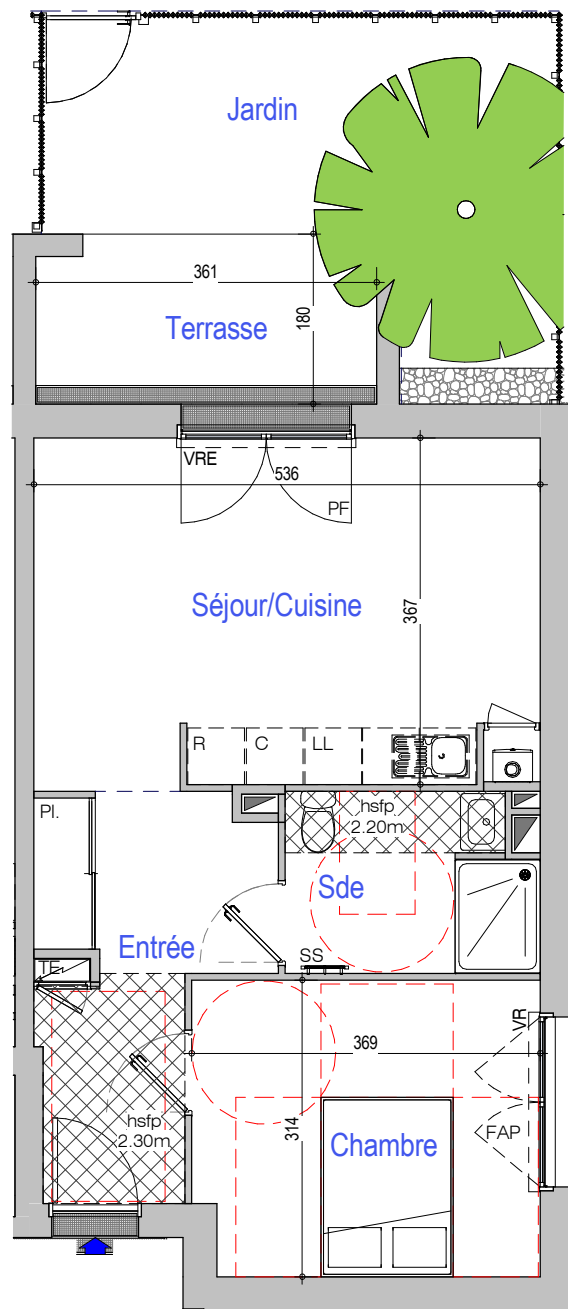 Jardin
361
180
Terrasse
VRE
536
PF
Séjour/Cuisine
367
R
C
LL
Pl.
hsfp
2.20m
Sde
Entrée
TE
SS
VR
369
hsfp
2.30m
314
Chambre
FAP